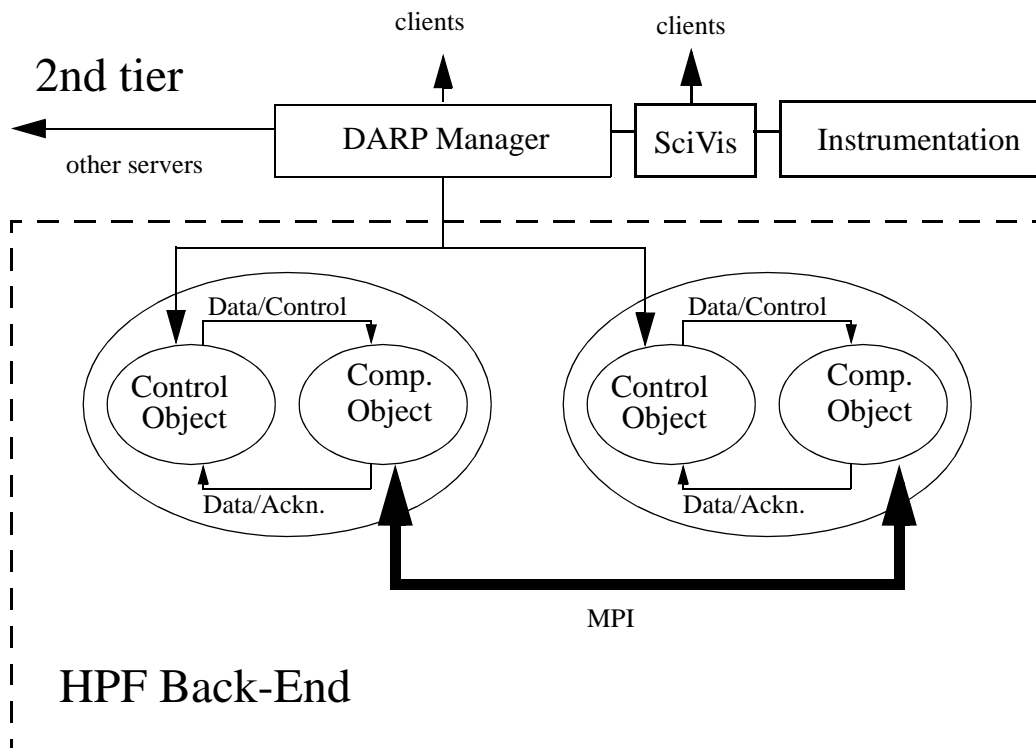 clients
clients
2nd tier
DARP Manager
SciVis
Instrumentation
other servers
Data/Control
Data/Control
Control
Object
Comp.
Object
Control
Object
Comp.
Object
Data/Ackn.
Data/Ackn.
MPI
HPF Back-End